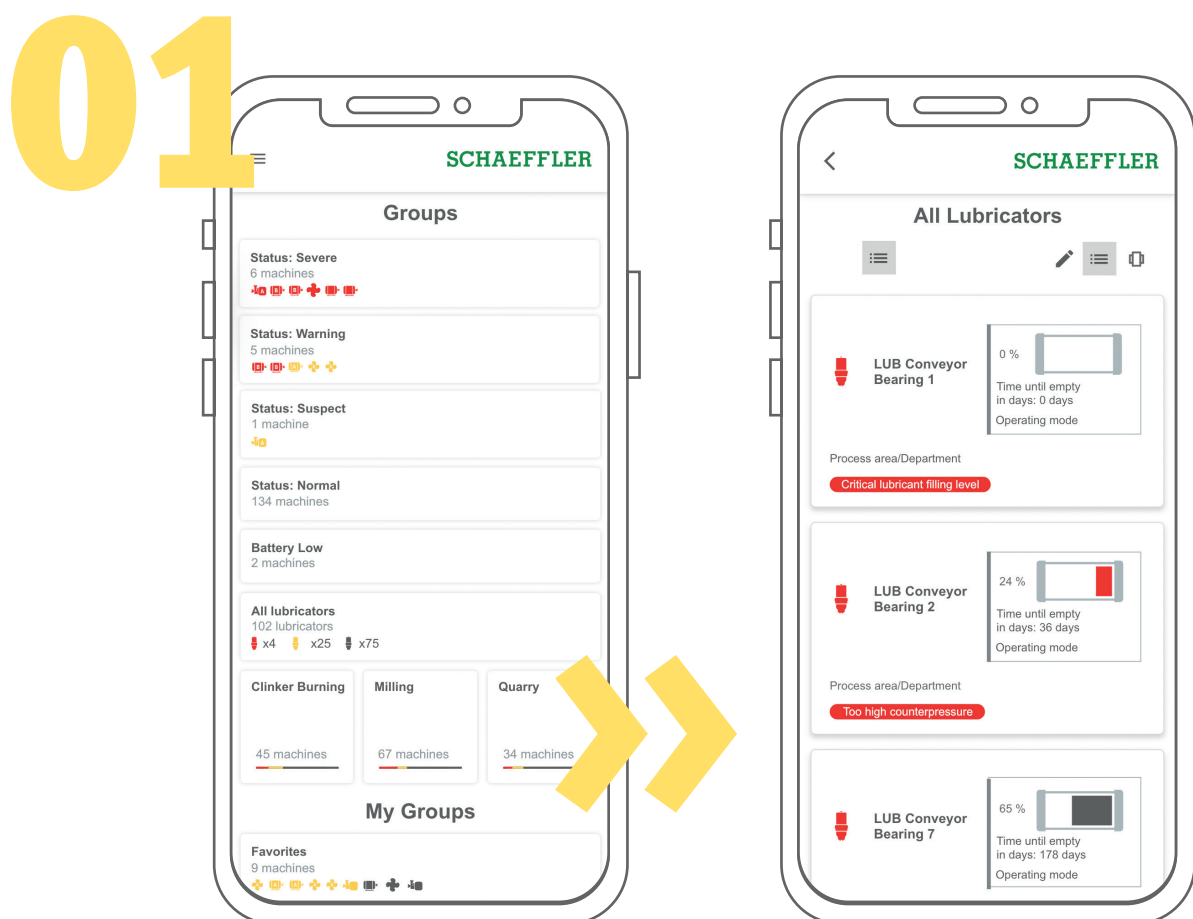 01
SCHAEFFLER
Groups
Status: Severe
6 machines
Status: Warning
5 machines
Status: Suspect
1 machine
Status: Normal
134 machines
Battery Low
2 machines
All lubricators
102 lubricators
x4 x25 x75
Clinker Burning Milling Quarry
45 machines 67 machines 34 machines
My Groups
Favorites
9 machines
SCHAEFFLER
All Lubricators
LUB Conveyor
Bearing 1
0 %
Time until empty
in days: 0 days
Operating mode
Process area/Department
Critical lubricant filling level
LUB Conveyor
Bearing 2
24 %
Time until empty
in days: 36 days
Operating mode
Process area/Department
Too high counterpressure
LUB Conveyor
Bearing 7
65 %
Time until empty
in days: 178 days
Operating mode